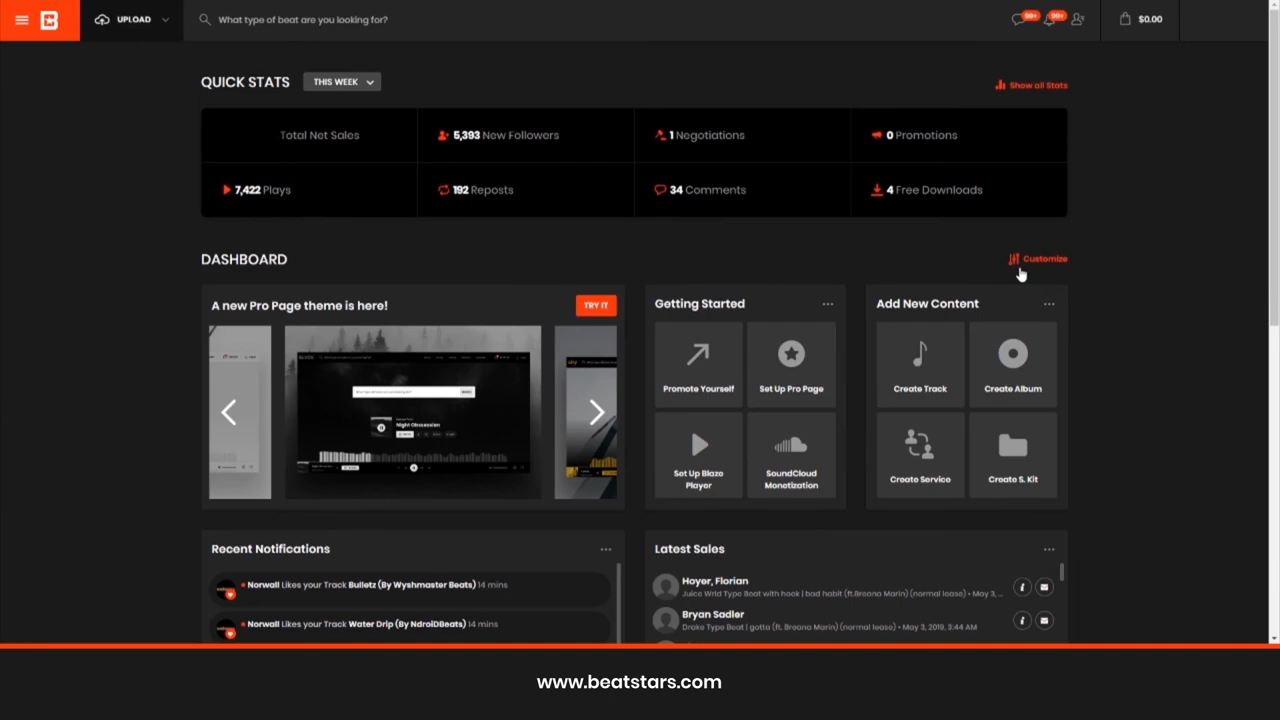 UPLOAD
What type of beat are you looking for?
99+
99+
$0.00
QUICK STATS
THIS WEEK
Show all Stats
Total Net Sales
5,393 New Followers
1 Negotiations
0 Promotions
7,422 Plays
192 Reposts
34 Comments
4 Free Downloads
DASHBOARD
Customize
A new Pro Page theme is here!
TRY IT
Night Obsession
Getting Started
Promote Yourself
Set Up Pro Page
Set Up Blaze
Player
SoundCloud
Monetization
Add New Content
Create Track
Create Album
Create Service
Create S. Kit
Recent Notifications
Norwall Likes your Track Bulletz (By Wyshmaster Beats) 14 mins
Norwall Likes your Track Water Drip (By NdroiDBeats) 14 mins
Latest Sales
Hoyer, Florian
Juice Wrld Type Beat with hook | bad habit (ft.Breana Marin) (normal lease) • May 3, ...
Bryan Sadler
Drake Type Beat | gotta (ft. Breana Marin) (normal lease) • May 3, 2019, 3:44 AM
www.beatstars.com